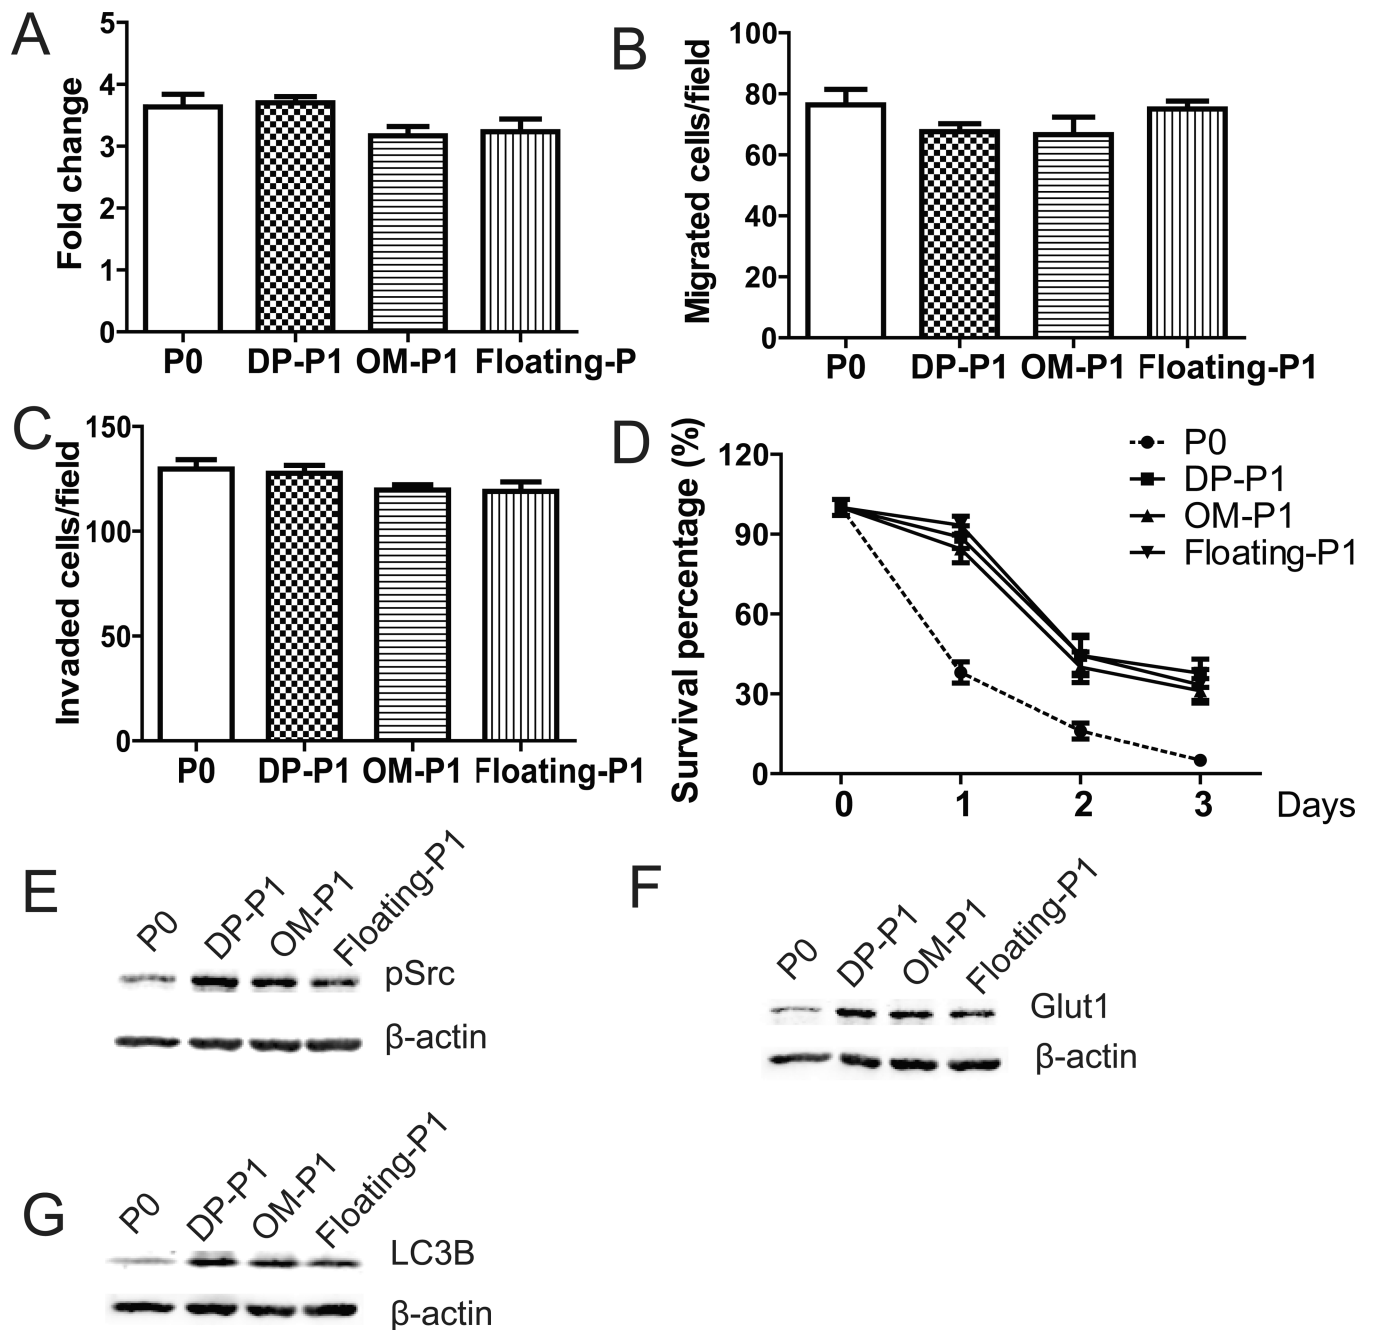 A
Fold change
5
4
3
2
1
0
P0 DP-P1 OM-P1 Floating-P
B
Migrated cells/field
100
80
60
40
20
0
P0 DP-P1 OM-P1 Floating-P1
C
Invaded cells/field
150
100
50
0
P0 DP-P1 OM-P1 Floating-P1
D
Survival percentage (%)
120
90
60
30
0
0 1 2 3 Days
P0
DP-P1
OM-P1
Floating-P1
E
P0 DP-P1 OM-P1 Floating-P1
pSrc
β-actin
F
P0 DP-P1 OM-P1 Floating-P1
Glut1
β-actin
G
P0 DP-P1 OM-P1 Floating-P1
LC3B
β-actin